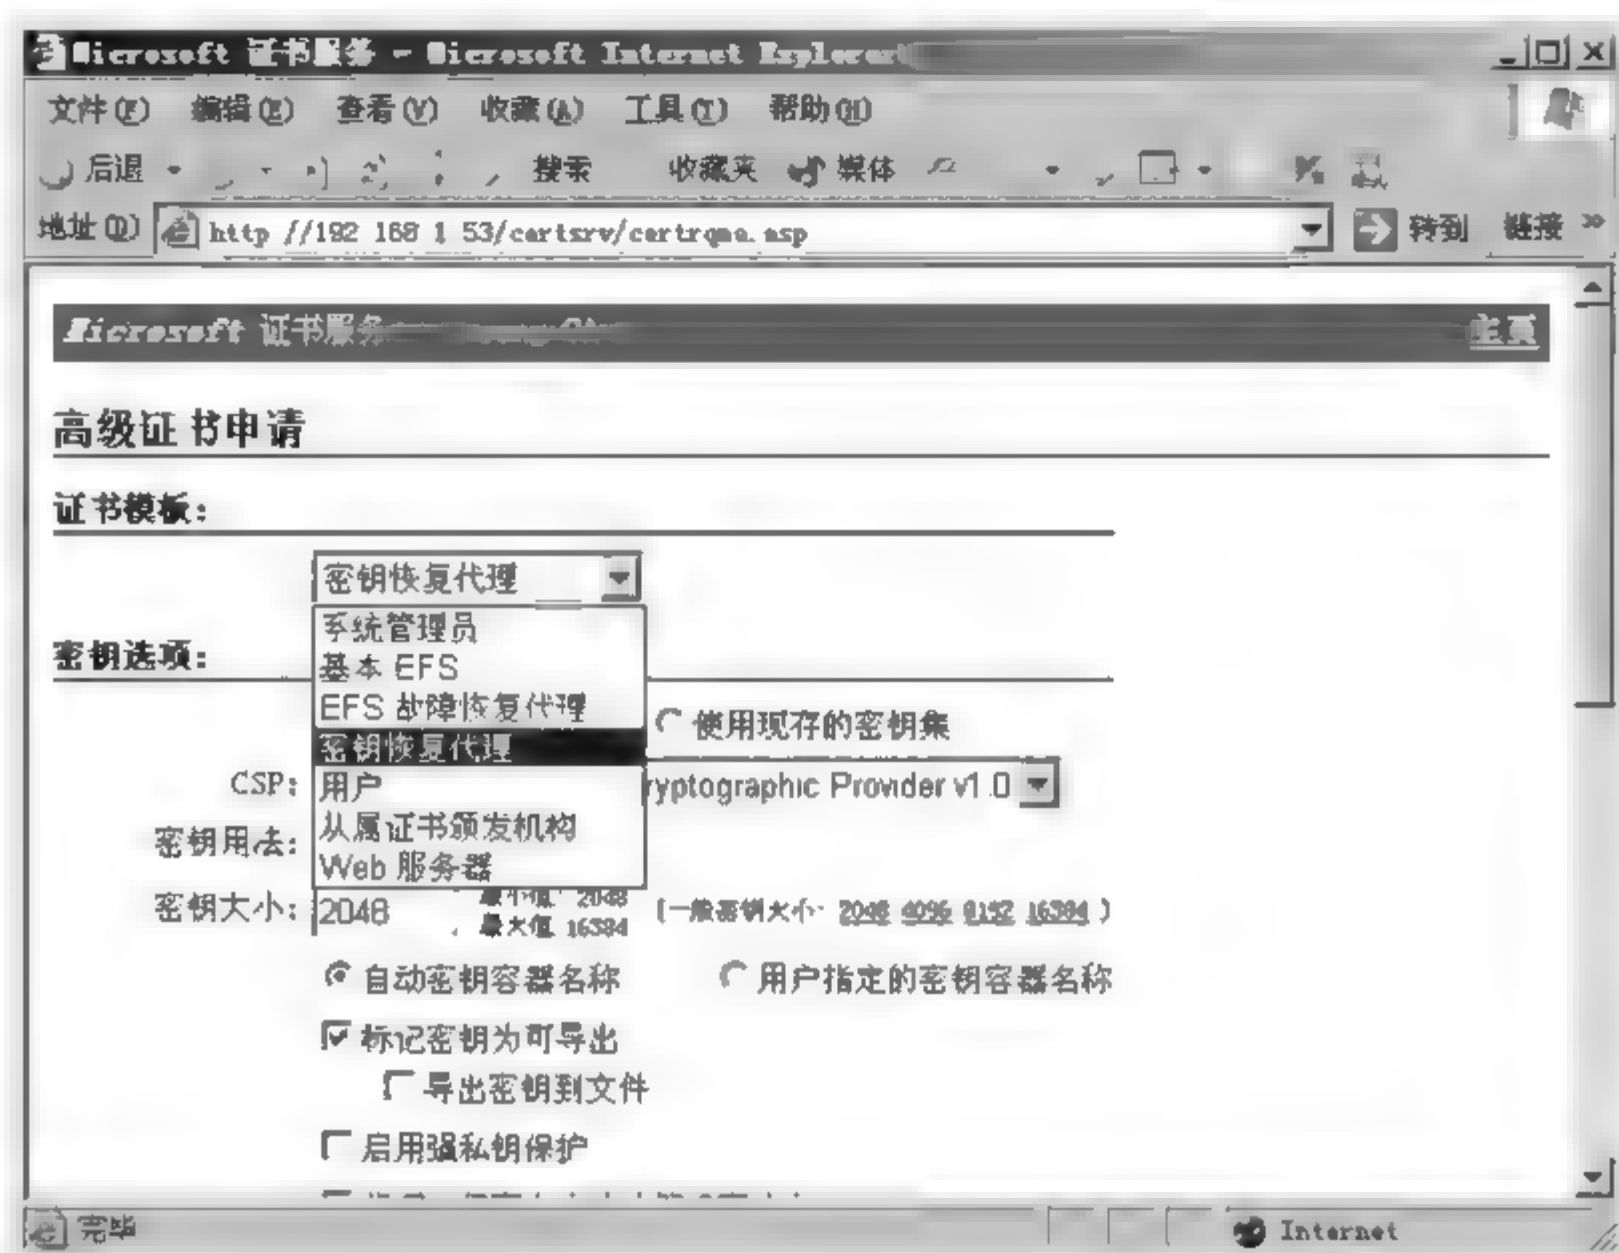 Microsoft 证书服务 - Microsoft Internet Explorer
文件(F) 编辑(E) 查看(V) 收藏(A) 工具(T) 帮助(H)
后退 搜索 收藏夹 媒体
地址(D) http //192 168 1 53/certsrv/certrqma.asp 转到 链接 »
Microsoft 证书服务 主页
高级证书申请
证书模板:
密钥恢复代理
系统管理员
密钥选项:
基本 EFS
EFS 故障恢复代理
使用现存的密钥集
密钥恢复代理
CSP: 用户 ryptographic Provider v1.0
从属证书颁发机构
密钥用法:
Web 服务器
密钥大小: 2048 最小值: 2048 (一般密钥大小: 2048 4096 8192 16384 )
最大值 16384
自动密钥容器名称 用户指定的密钥容器名称
标记密钥为可导出
导出密钥到文件
启用强私钥保护
完毕 Internet